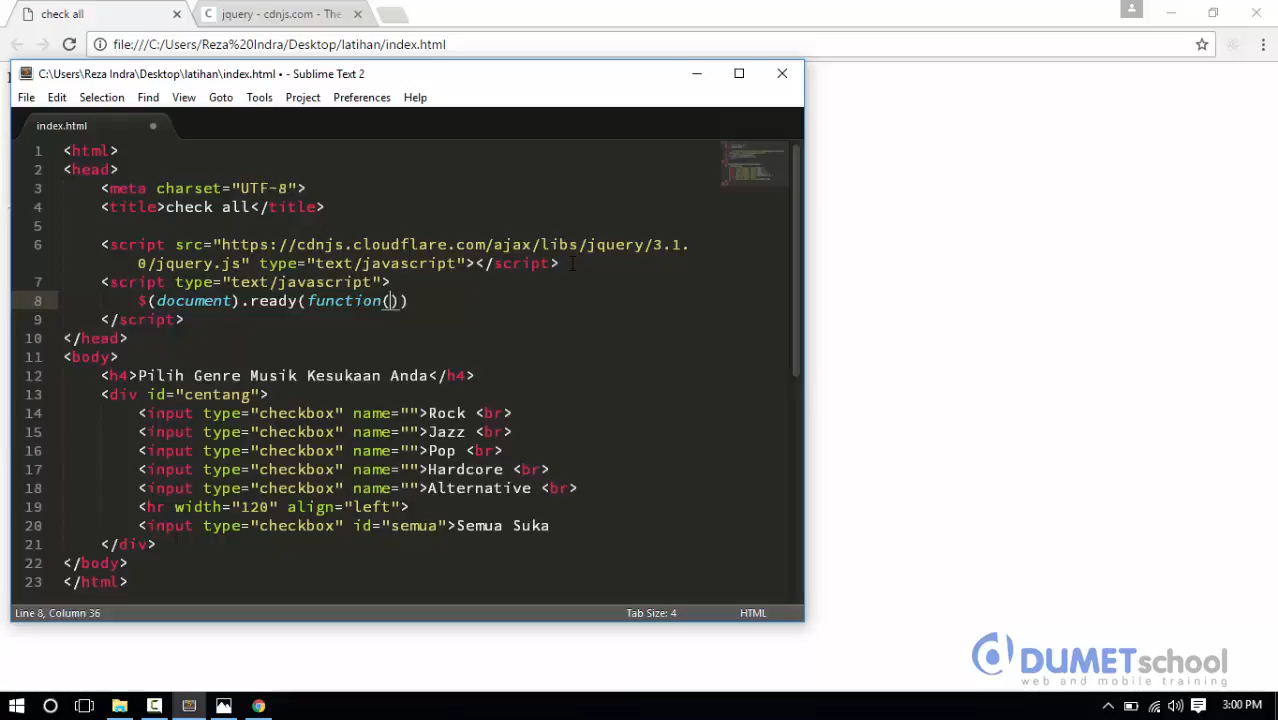 check all
jquery - cdnjs.com - The
file:///C:/Users/Reza%20Indra/Desktop/latihan/index.html
C:\Users\Reza Indra\Desktop\latihan\index.html • - Sublime Text 2
File Edit Selection Find View Goto Tools Project Preferences Help
index.html
1 <html>
2 <head>
3 <meta charset="UTF-8">
4 <title>check all</title>
5
6 <script src="https://cdnjs.cloudflare.com/ajax/libs/jquery/3.1.
0/jquery.js" type="text/javascript"></script>
7 <script type="text/javascript">
8 $(document).ready(function())
9 </script>
10 </head>
11 <body>
12 <h4>Pilih Genre Musik Kesukaan Anda</h4>
13 <div id="centang">
14 <input type="checkbox" name="">Rock <br>
15 <input type="checkbox" name="">Jazz <br>
16 <input type="checkbox" name="">Pop <br>
17 <input type="checkbox" name="">Hardcore <br>
18 <input type="checkbox" name="">Alternative <br>
19 <hr width="120" align="left">
20 <input type="checkbox" id="semua">Semua Suka
21 </div>
22 </body>
23 </html>
Line 8, Column 36 Tab Size: 4 HTML
DUMETschool
web and mobile training
3:00 PM